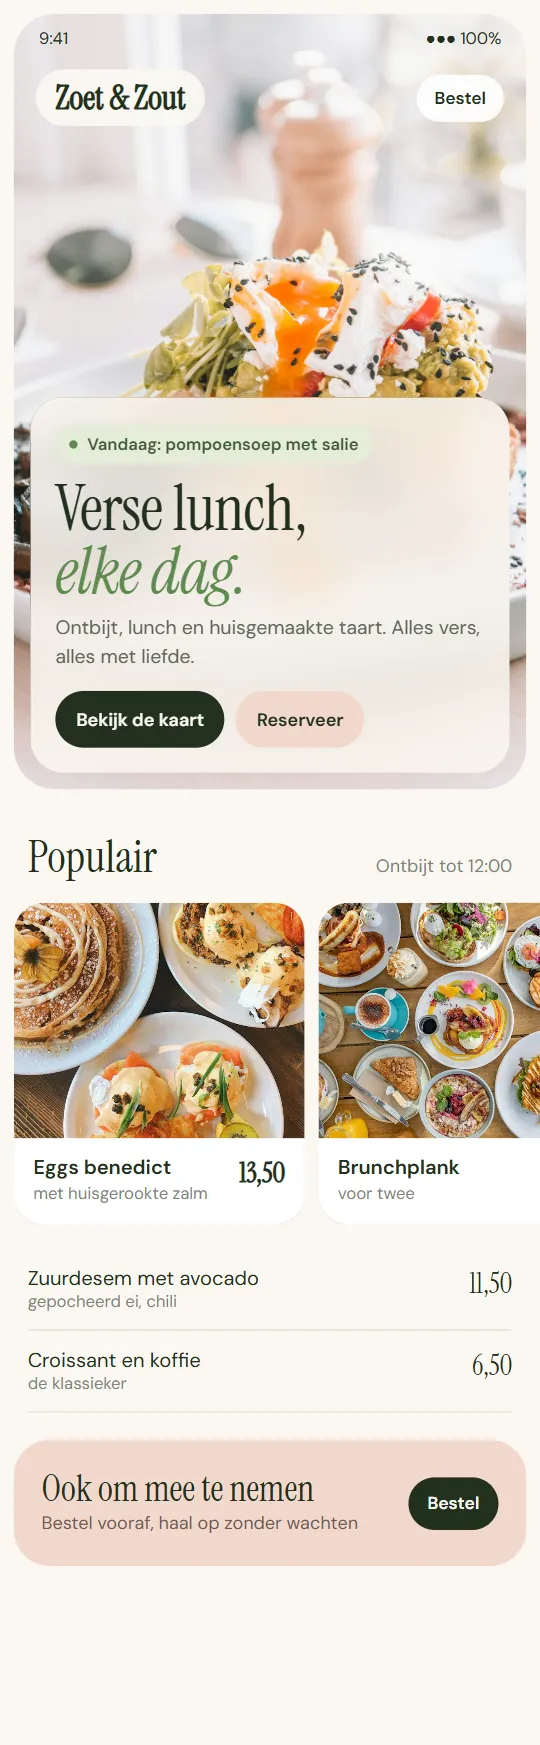 9:41
●●● 100%
Zoet & Zout
Bestel
Vandaag: pompoensoep met salie
Verse lunch,
elke dag.
Ontbijt, lunch en huisgemaakte taart. Alles vers,
alles met liefde.
Bekijk de kaart
Reserveer
Populair
Ontbijt tot 12:00
Eggs benedict
13,50
met huisgerookte zalm
Brunchplank
voor twee
Zuurdesem met avocado
11,50
gepocheerd ei, chili
Croissant en koffie
6,50
de klassieker
Ook om mee te nemen
Bestel vooraf, haal op zonder wachten
Bestel